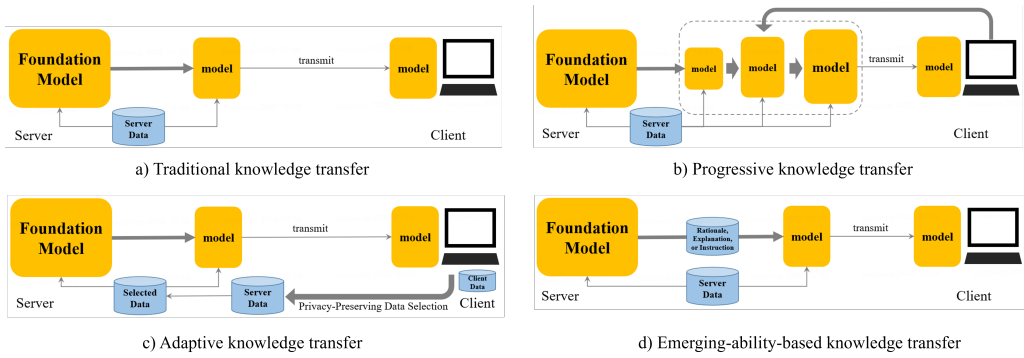 Foundation
Model
model
transmit
model
Server
Data
Server
Client
a) Traditional knowledge transfer
Foundation
Model
model
model
model
transmit
model
Server
Data
Server
Client
b) Progressive knowledge transfer
Foundation
Model
model
transmit
model
Selected
Data
Server Data
Client
Data
Privacy-Preserving Data Selection
Server
Client
c) Adaptive knowledge transfer
Foundation
Model
Rationale,
Explanation,
or Instruction
model
transmit
model
Server
Data
Server
Client
d) Emerging-ability-based knowledge transfer